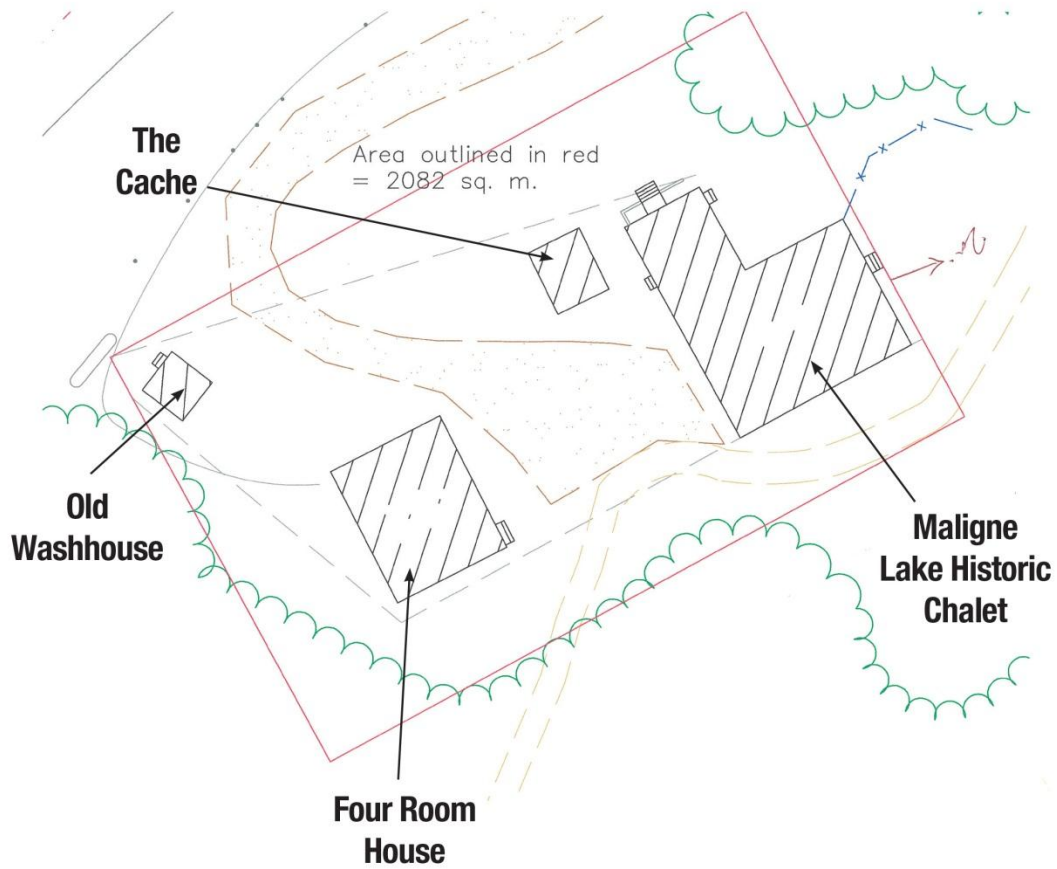 The
Cache
Area outlined in red
= 2082 sq. m.
Old
Washhouse
Maligne
Lake Historic
Chalet
Four Room
House